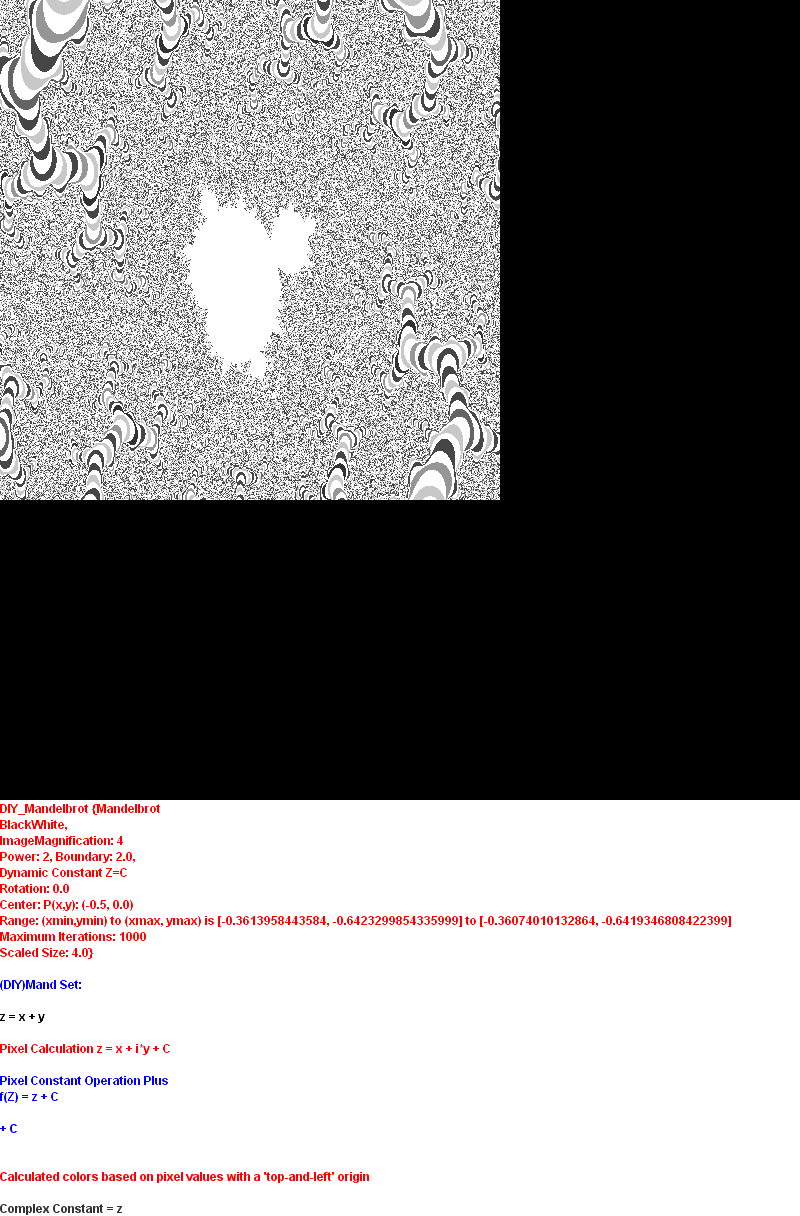 DIY_Mandelbrot {Mandelbrot
BlackWhite,
ImageMagnification: 4
Power: 2, Boundary: 2.0,
Dynamic Constant Z=C
Rotation: 0.0
Center: P(x,y): (-0.5, 0.0)
Range: (xmin,ymin) to (xmax, ymax) is [-0.3613958443584, -0.6423299854335999] to [-0.36074010132864, -0.6419346808422399]
Maximum Iterations: 1000
Scaled Size: 4.0}
(DIY)Mand Set:
z = x + y
Pixel Calculation z = x + i*y + C
Pixel Constant Operation Plus
f(Z) = z + C
+ C
Calculated colors based on pixel values with a 'top-and-left' origin
Complex Constant = z